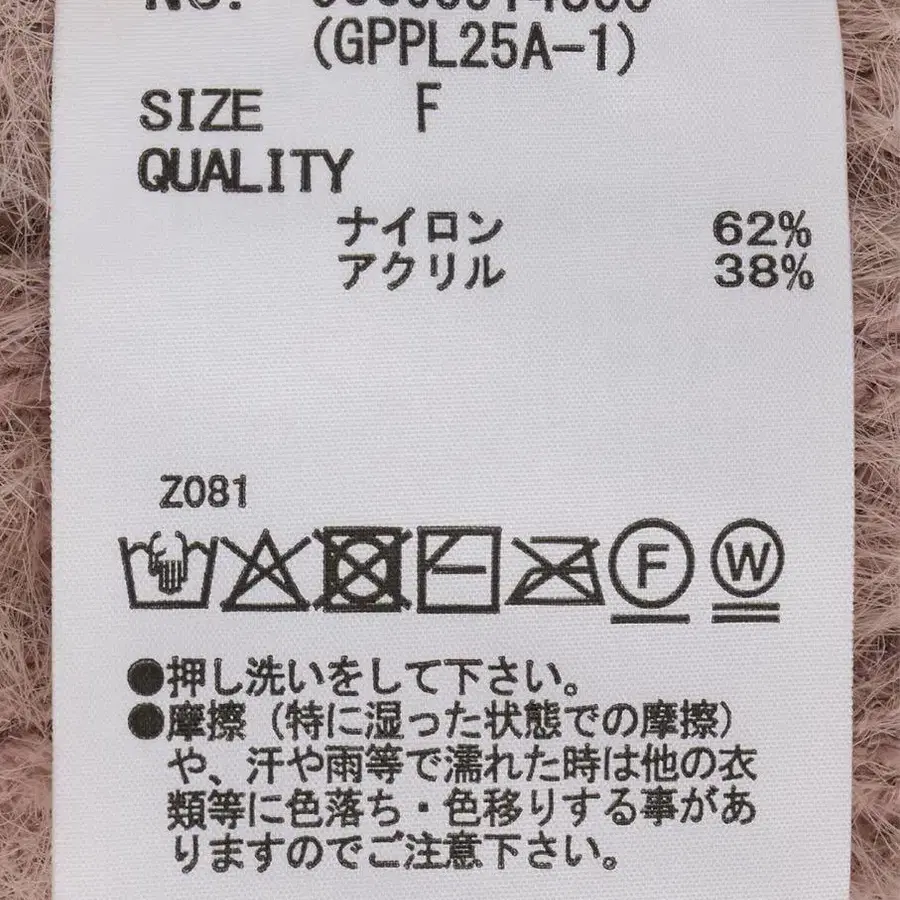 (GPPL25A-1)
SIZE F
QUALITY
ナイロン 62%
アクリル 38%
Z081
F W
●押し洗いをして下さい。
●摩擦（特に湿った状態での摩擦）
や、汗や雨等で濡れた時は他の衣
類等に色落ち・色移りする事があ
りますのでご注意下さい。